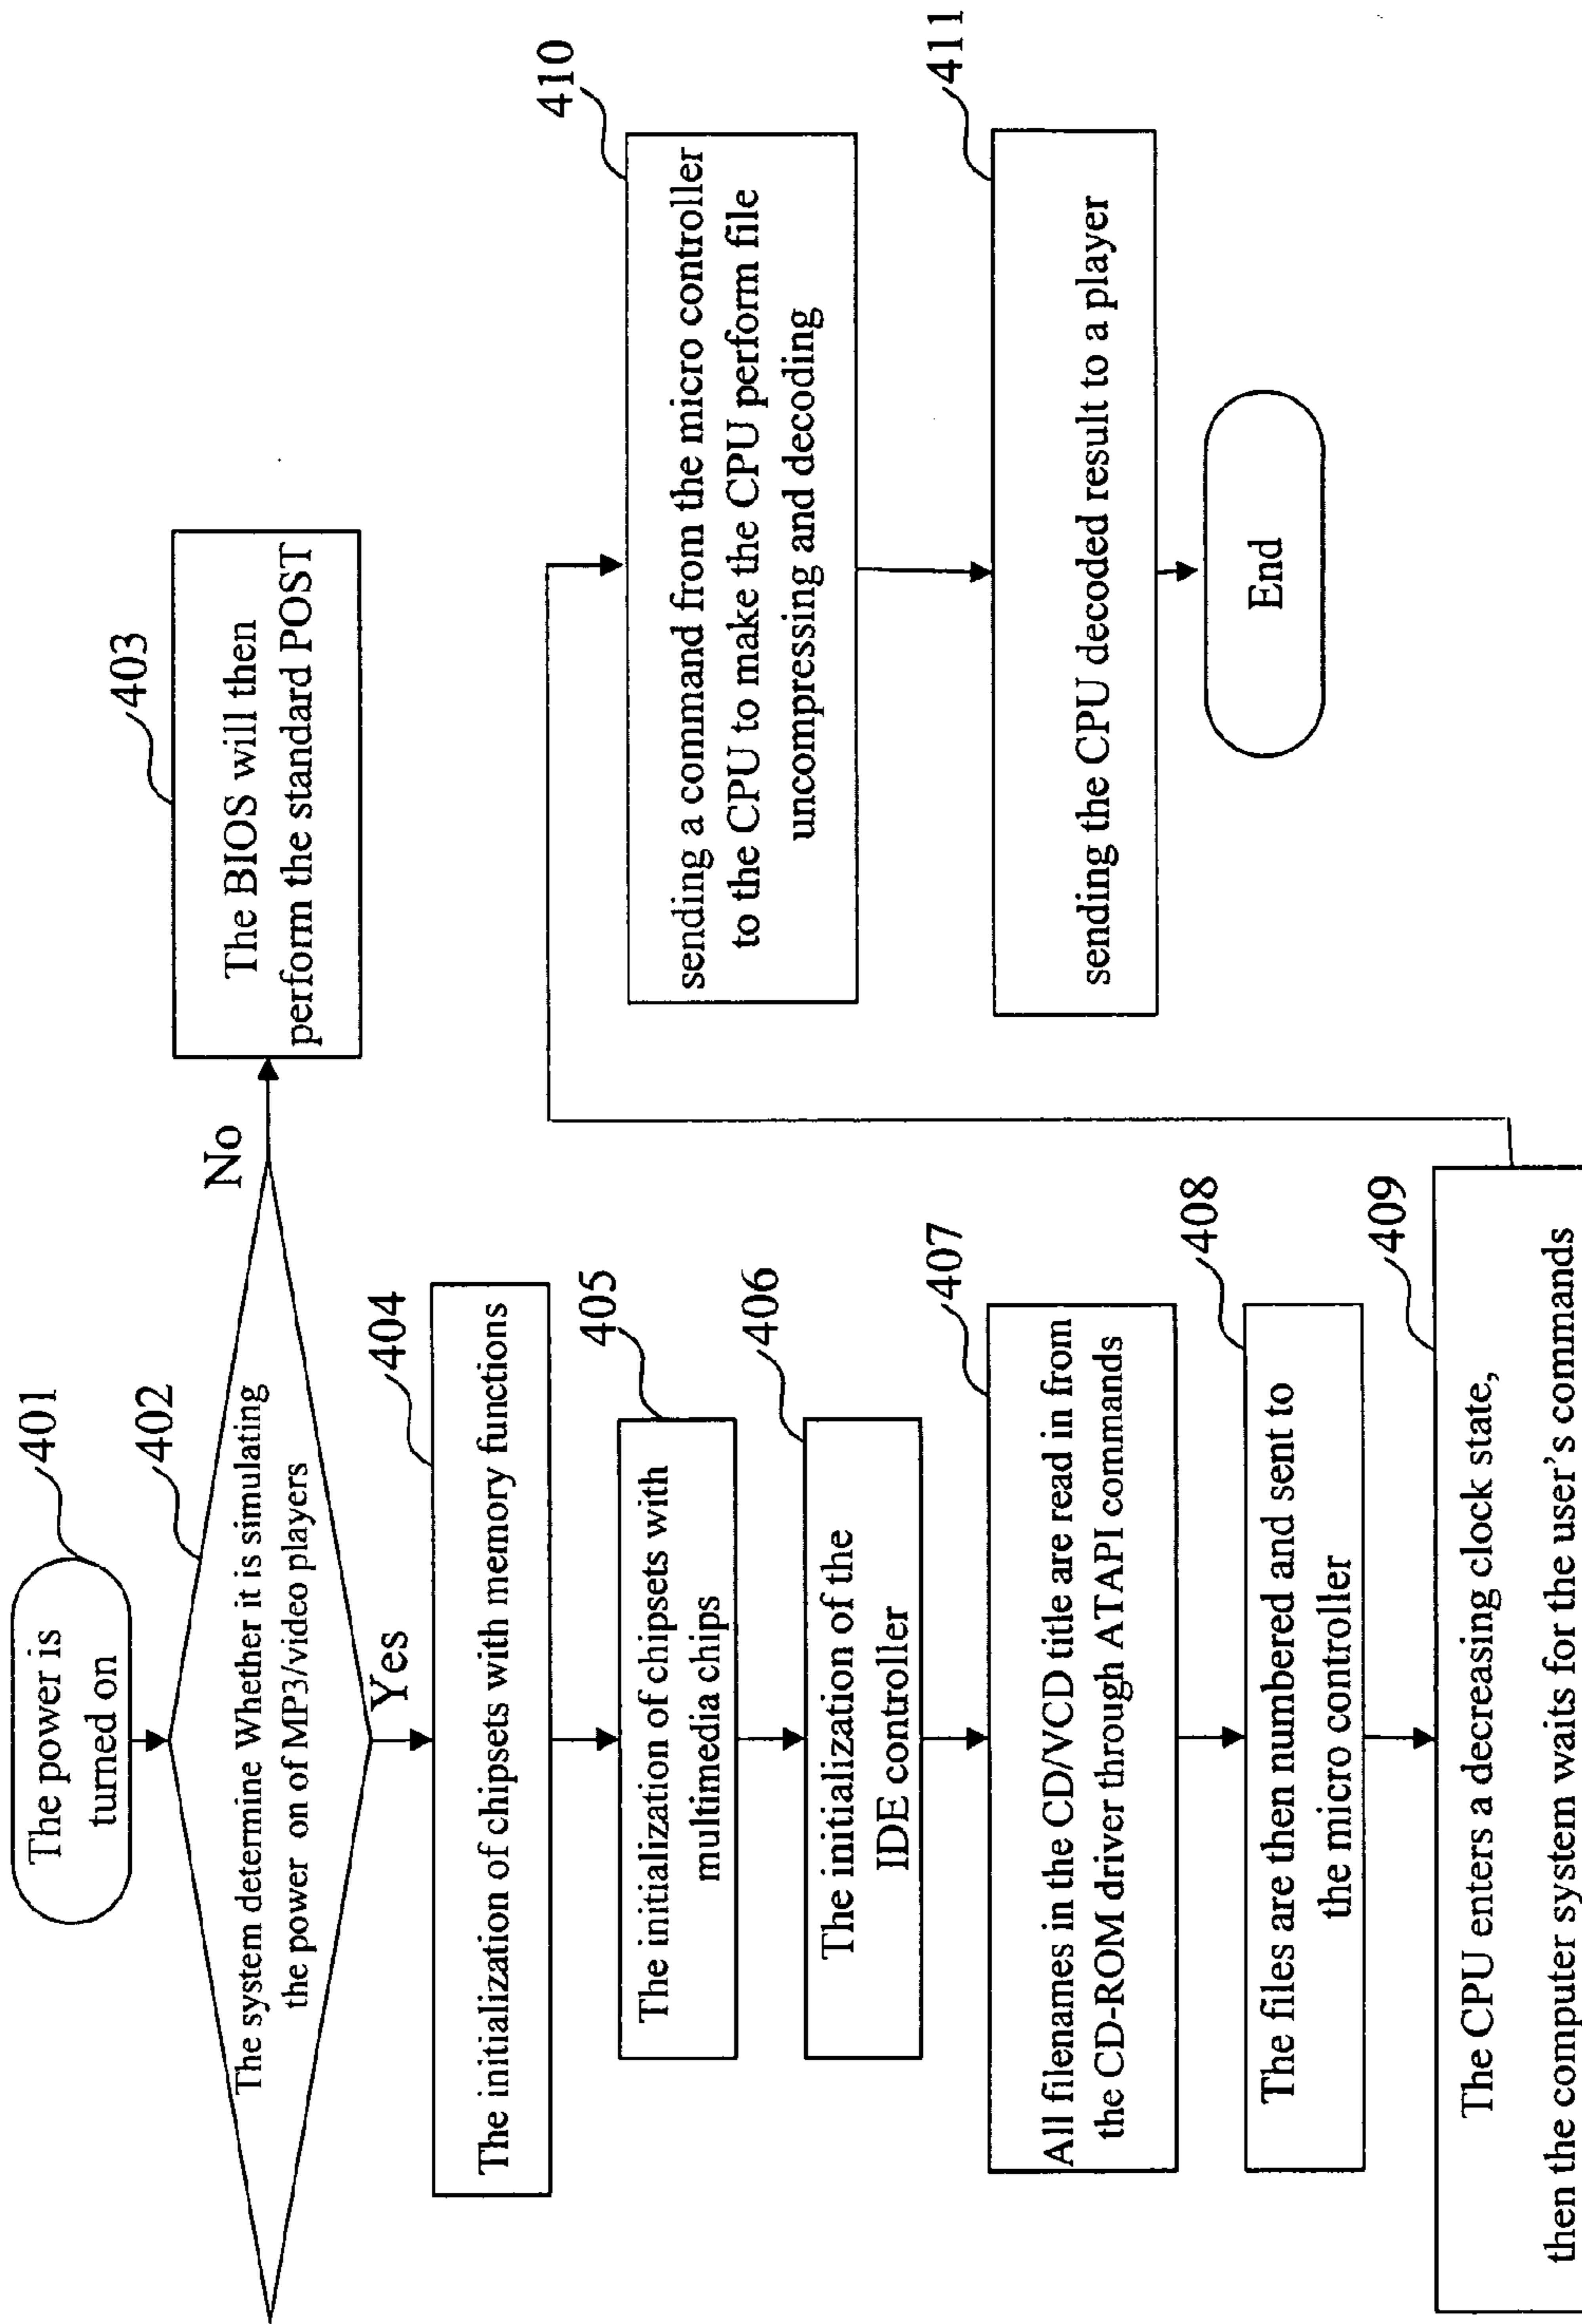 The power is
turned on
401
The system determine Whether it is simulating
the power on of MP3/video players
402
No
The BIOS will then
perform the standard POST
403
Yes
The initialization of chipsets with memory functions
404
The initialization of chipsets with
multimedia chips
405
The initialization of the
IDE controller
406
All filenames in the CD/VCD title are read in from
the CD-ROM driver through ATAPI commands
407
The files are then numbered and sent to
the micro controller
408
The CPU enters a decreasing clock state,
then the computer system waits for the user's commands
409
sending a command from the micro controller
to the CPU to make the CPU perform file
uncompressing and decoding
410
sending the CPU decoded result to a player
411
End